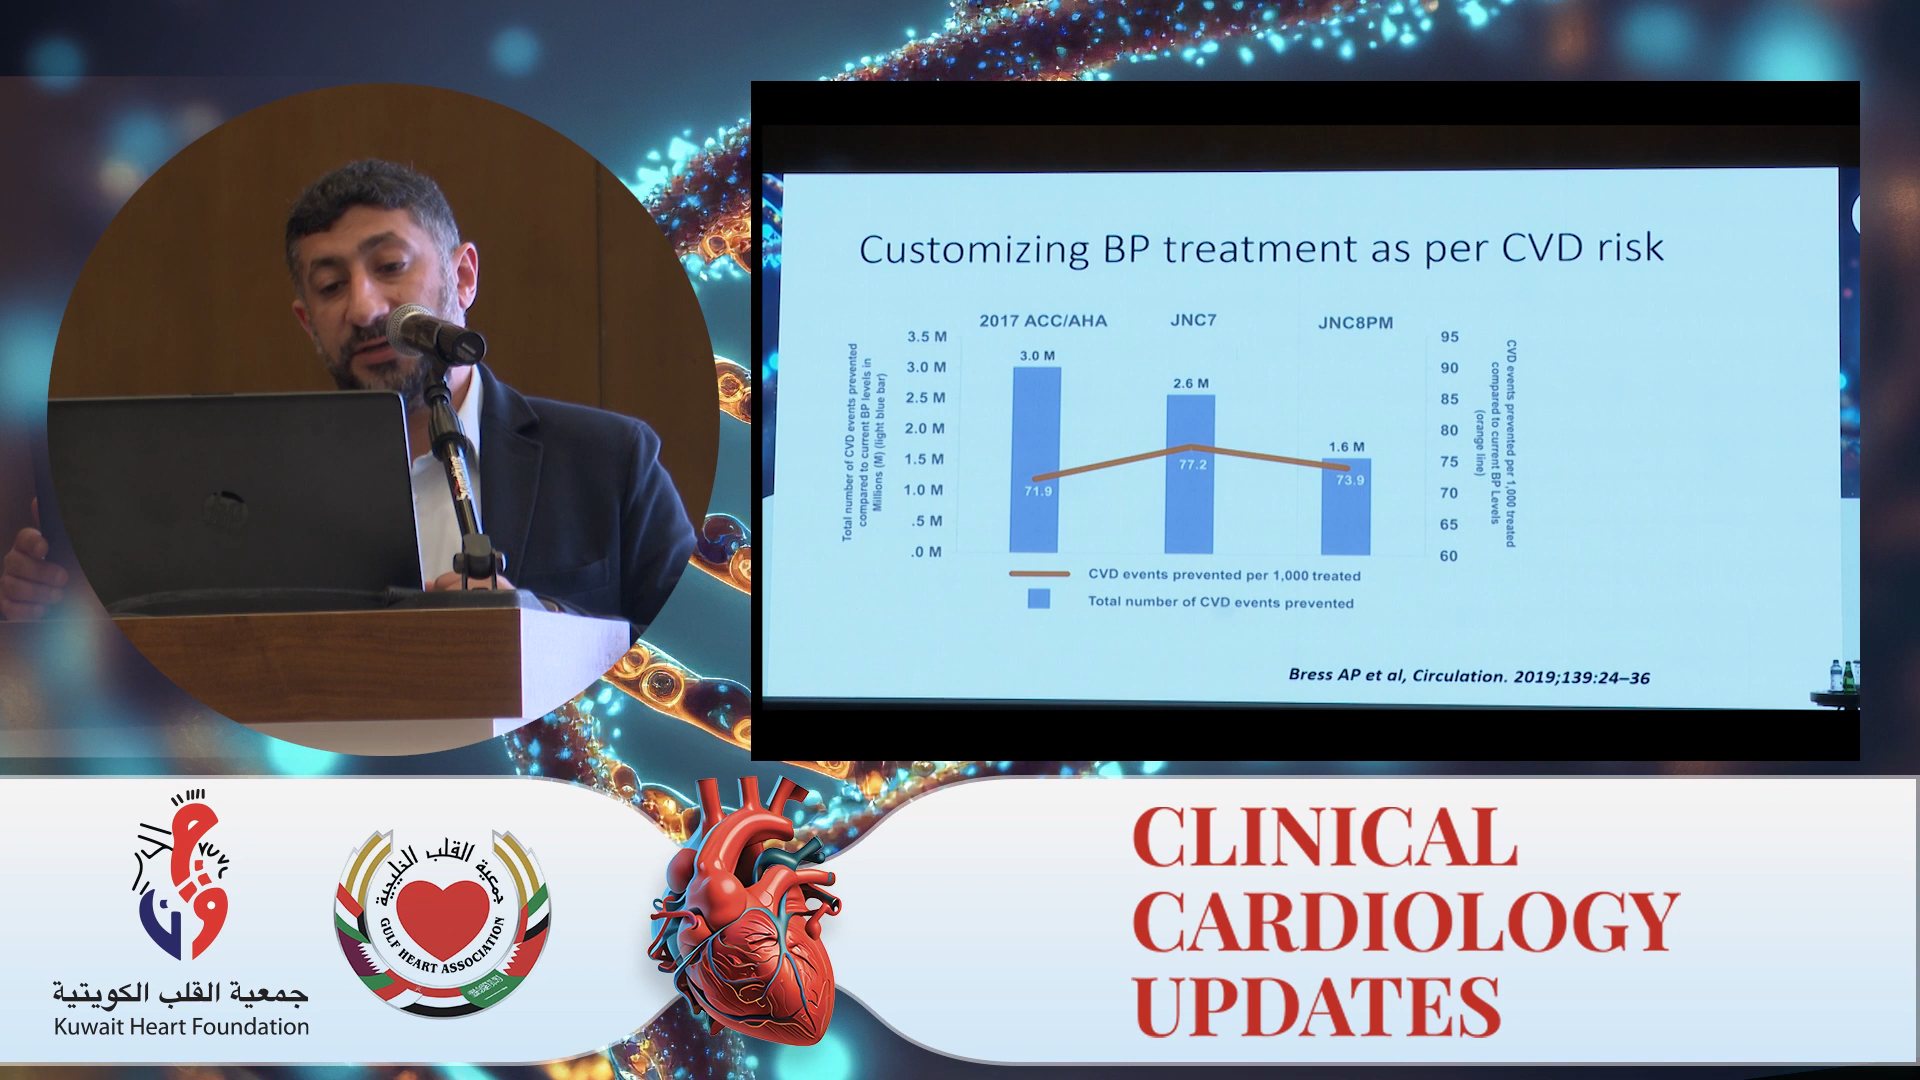 Customizing BP treatment as per CVD risk
2017 ACC/AHA
JNC7
JNC8PM
Total number of CVD events prevented
compared to current BP levels in
Millions (M) (light blue bar)
3.5 M
3.0 M
2.5 M
2.0 M
1.5 M
1.0 M
.5 M
.0 M
3.0 M
2.6 M
1.6 M
71.9
77.2
73.9
95
90
85
80
75
70
65
60
CVD events prevented per 1,000 treated
compared to current BP Levels
(orange line)
CVD events prevented per 1,000 treated
Total number of CVD events prevented
Bress AP et al, Circulation. 2019;139:24–36
جمعية القلب الكويتية
Kuwait Heart Foundation
جمعية القلب الخليجية
GULF HEART ASSOCIATION
CLINICAL
CARDIOLOGY
UPDATES